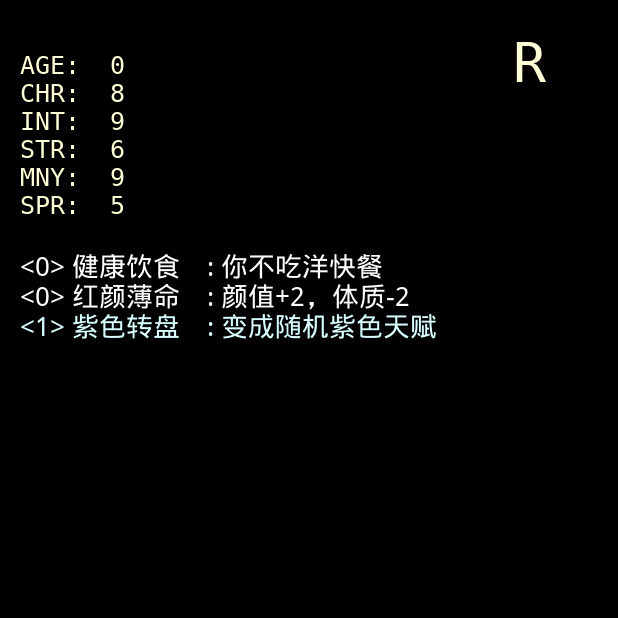 R
AGE: 0
CHR: 8
INT: 9
STR: 6
MNY: 9
SPR: 5
<0> 健康饮食 : 你不吃洋快餐
<0> 红颜薄命 : 颜值+2，体质-2
<1> 紫色转盘 : 变成随机紫色天赋